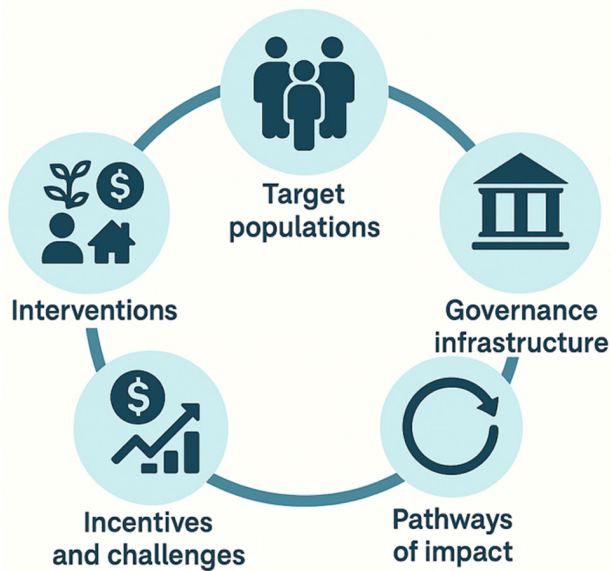 Target
populations
Interventions
Governance
infrastructure
$
$
Incentives
and challenges
Pathways
of impact